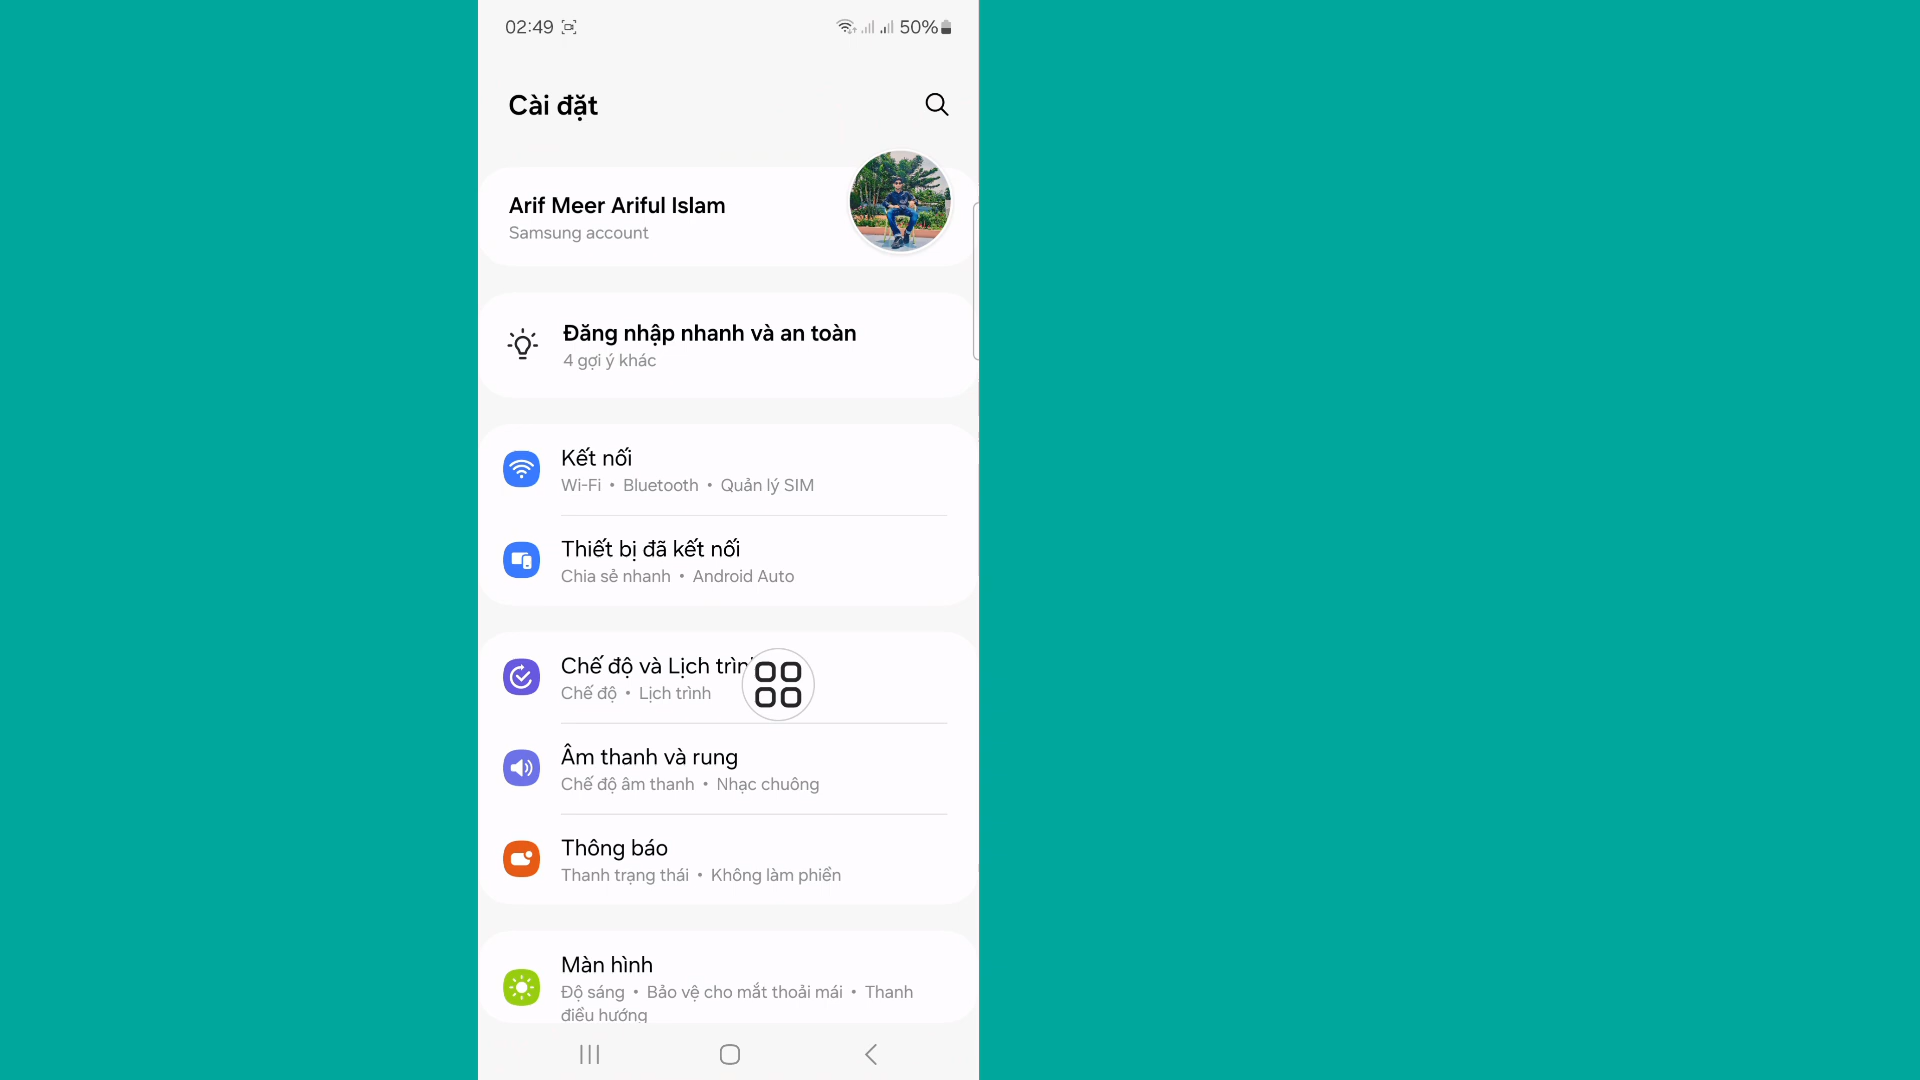 02:49
50%
Cài đặt
Arif Meer Ariful Islam
Samsung account
Đăng nhập nhanh và an toàn
4 gợi ý khác
Kết nối
Wi-Fi • Bluetooth • Quản lý SIM
Thiết bị đã kết nối
Chia sẻ nhanh • Android Auto
Chế độ và Lịch
Chế độ • Lịch trình
Âm thanh và rung
Chế độ âm thanh • Nhạc chuông
Thông báo
Thanh trạng thái • Không làm phiền
Màn hình
Độ sáng • Bảo vệ cho mắt thoải mái • Thanh
điều hướng